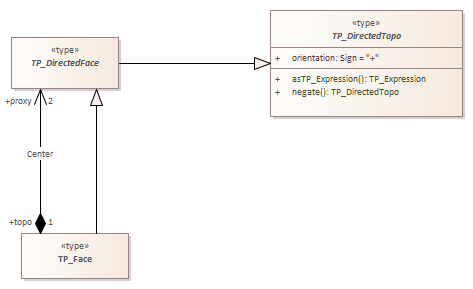 «type»
TP_DirectedTopo
+ orientation: Sign = "+"
+ asTP_Expression(): TP_Expression
+ negate(): TP_DirectedTopo
«type»
TP_DirectedFace
+proxy 2
Center
+topo 1
«type»
TP_Face